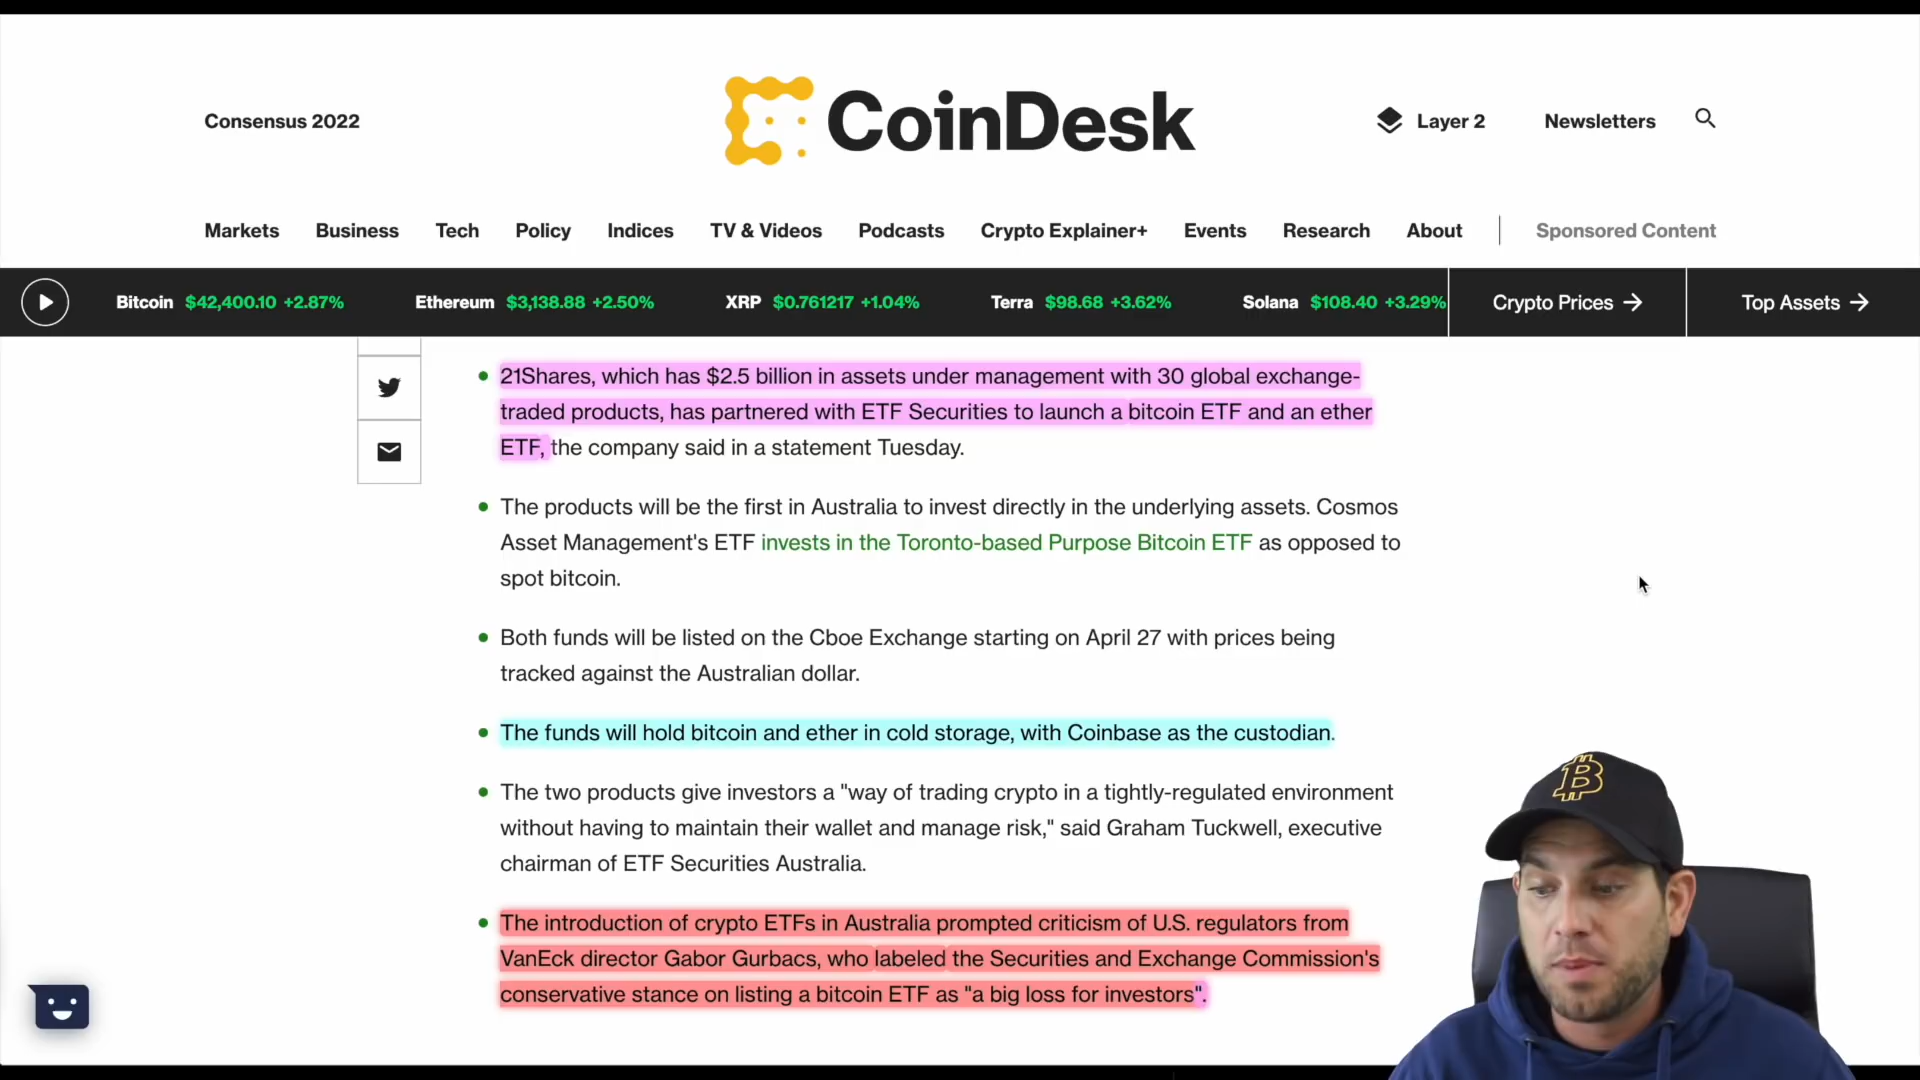 Consensus 2022
CoinDesk
Layer 2
Newsletters
Markets Business Tech Policy Indices TV & Videos Podcasts Crypto Explainer+ Events Research About Sponsored Content
Bitcoin $42,400.10 +2.87% Ethereum $3,138.88 +2.50% XRP $0.761217 +1.04% Terra $98.68 +3.62% Solana $108.40 +3.29% Crypto Prices → Top Assets →
21Shares, which has $2.5 billion in assets under management with 30 global exchange-
traded products, has partnered with ETF Securities to launch a bitcoin ETF and an ether
ETF, the company said in a statement Tuesday.
The products will be the first in Australia to invest directly in the underlying assets. Cosmos
Asset Management's ETF invests in the Toronto-based Purpose Bitcoin ETF as opposed to
spot bitcoin.
Both funds will be listed on the Cboe Exchange starting on April 27 with prices being
tracked against the Australian dollar.
The funds will hold bitcoin and ether in cold storage, with Coinbase as the custodian.
The two products give investors a "way of trading crypto in a tightly-regulated environment
without having to maintain their wallet and manage risk," said Graham Tuckwell, executive
chairman of ETF Securities Australia.
The introduction of crypto ETFs in Australia prompted criticism of U.S. regulators from
VanEck director Gabor Gurbacs, who labeled the Securities and Exchange Commission's
conservative stance on listing a bitcoin ETF as "a big loss for investors".